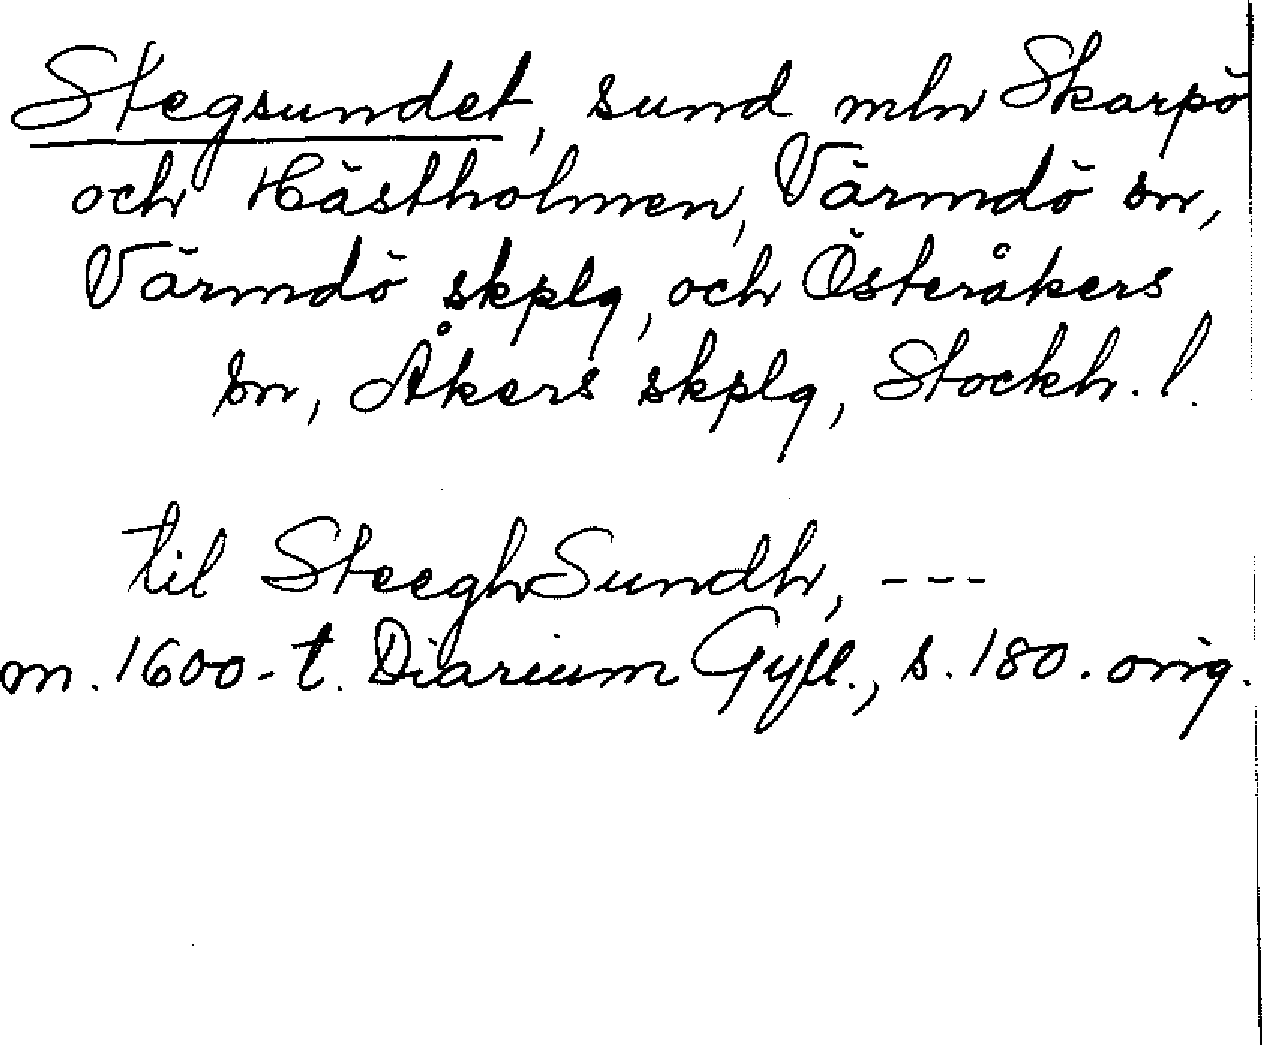 Stegsundet, sund mln Skarpö
och Hästholmen, Värmdö sn,
Värmdö skplg, och Österåkers
sn, Åkers skplg, Stockh. l.
til SteeghSundh, ---
m. 1600-t. Diarium Gyll., s. 180. orig.